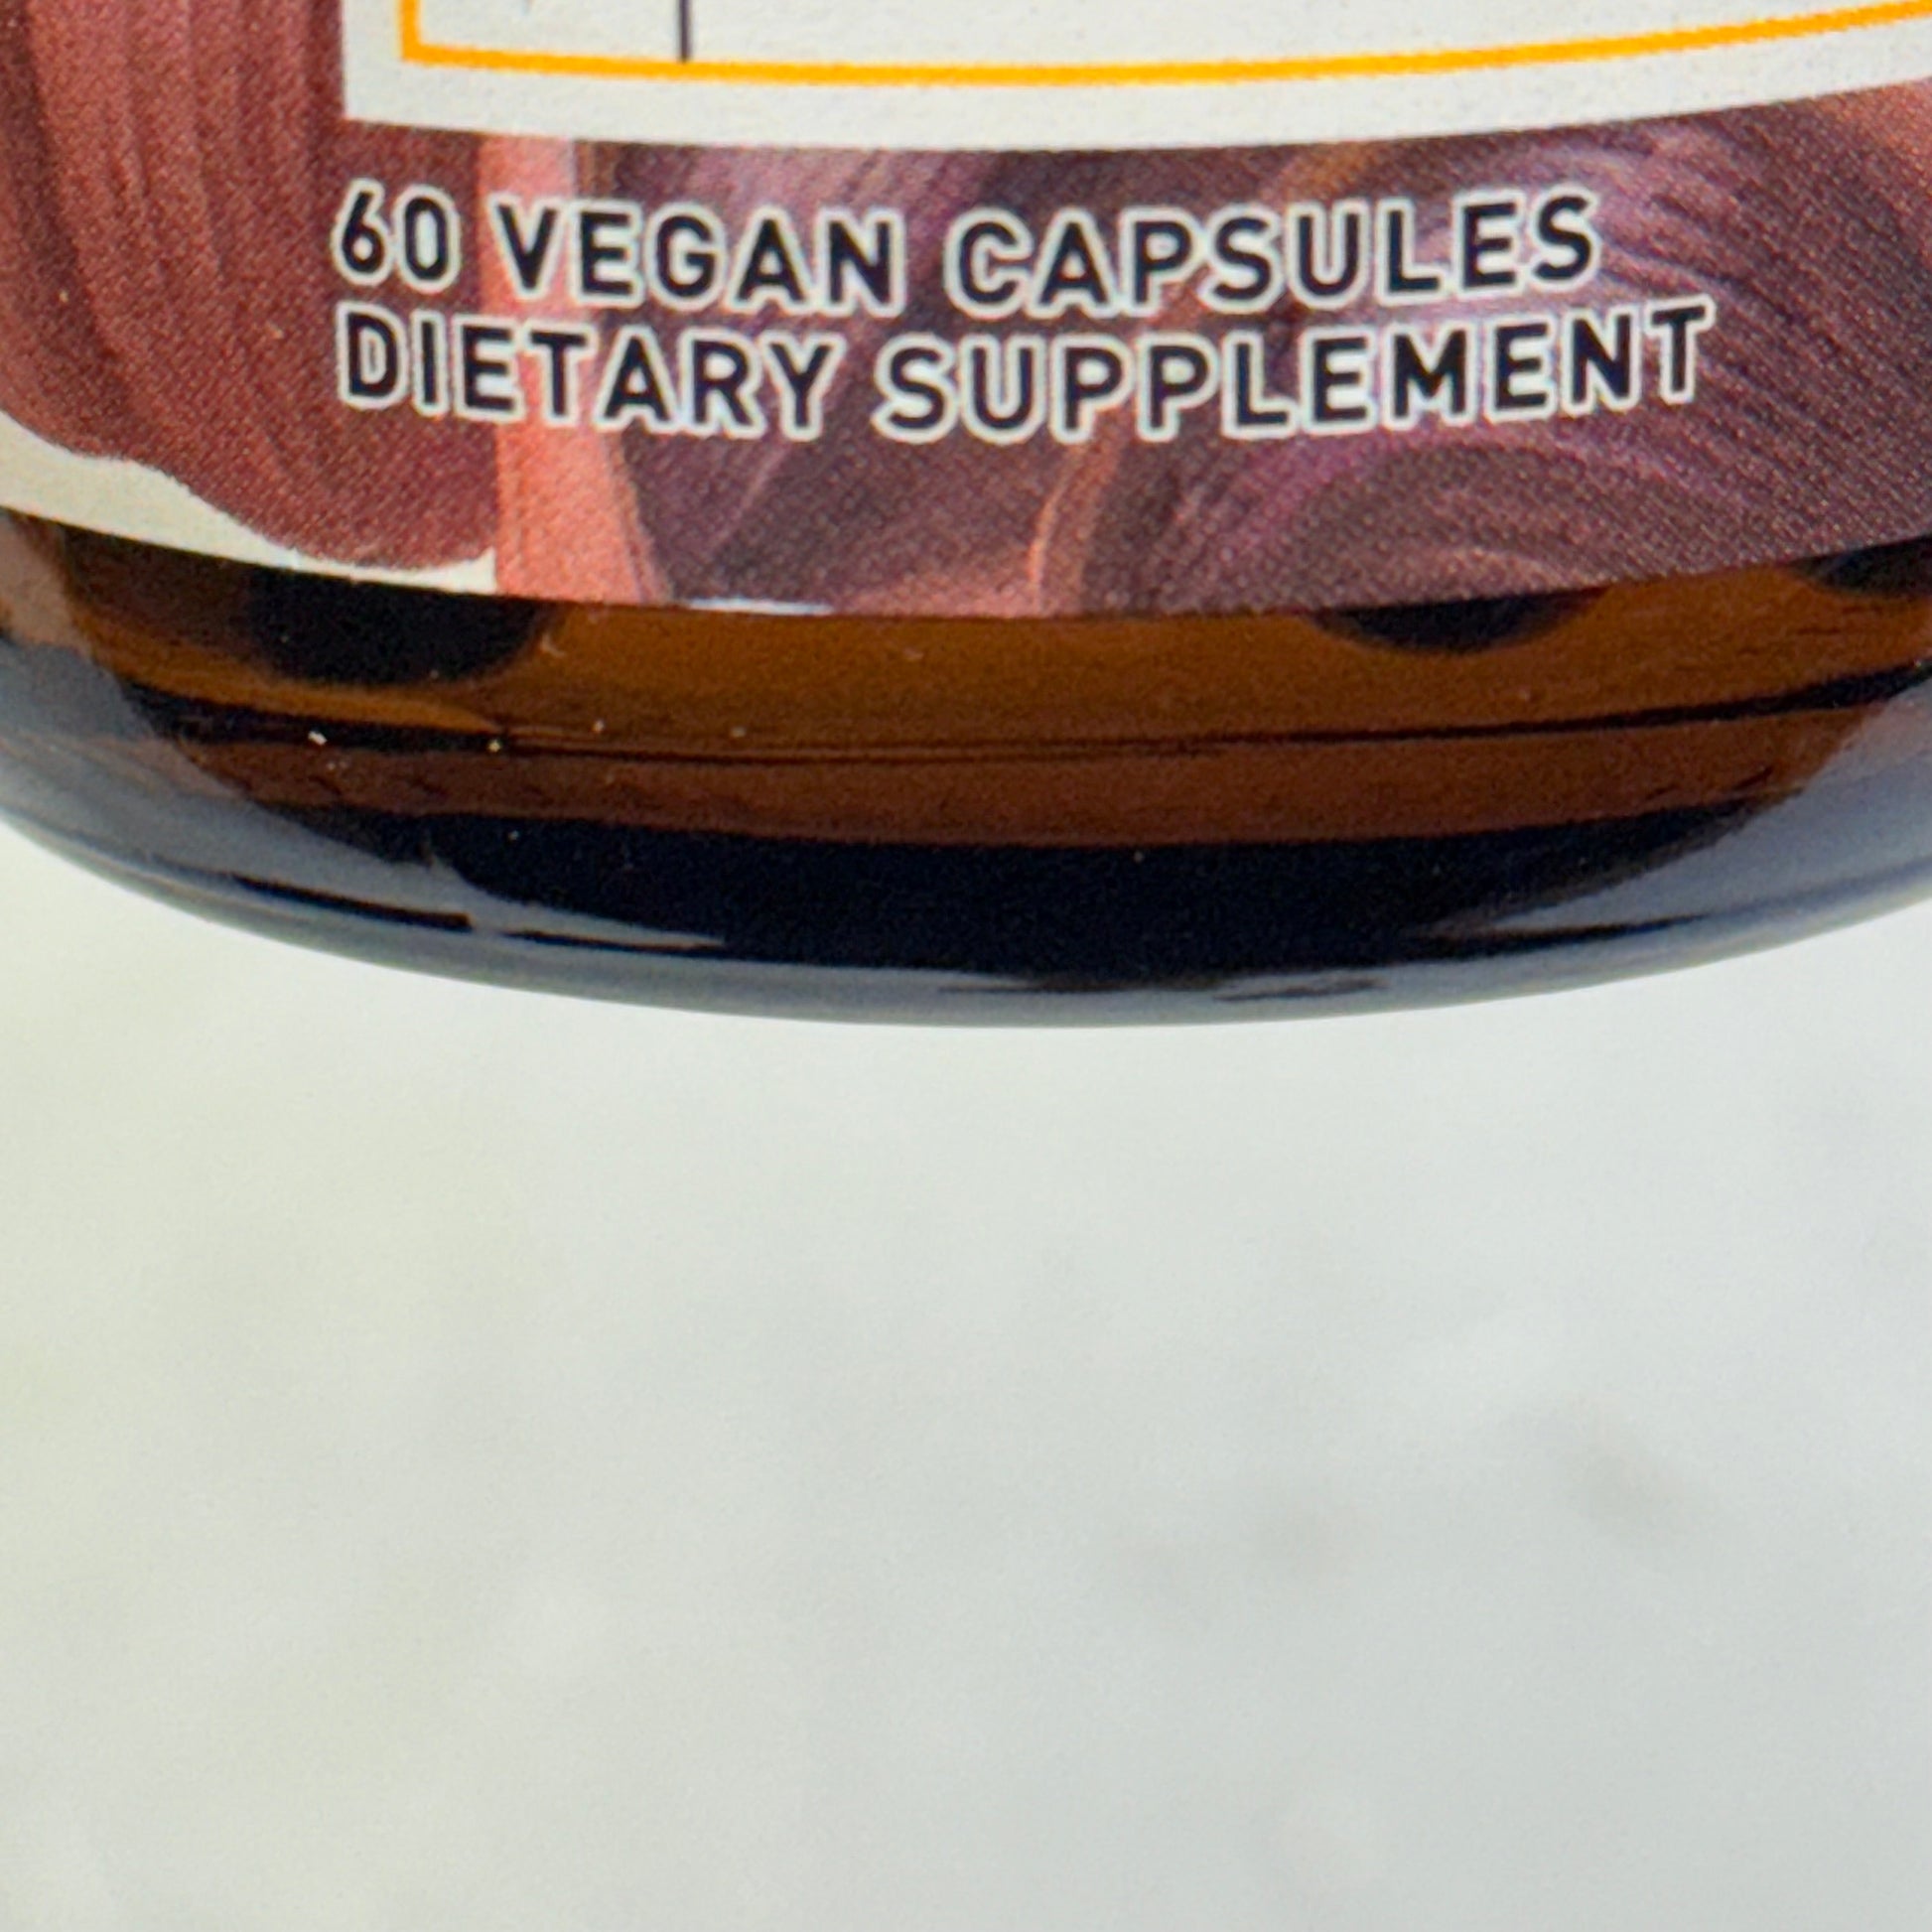 60 VEGAN CAPSULES
DIETARY SUPPLEMENT